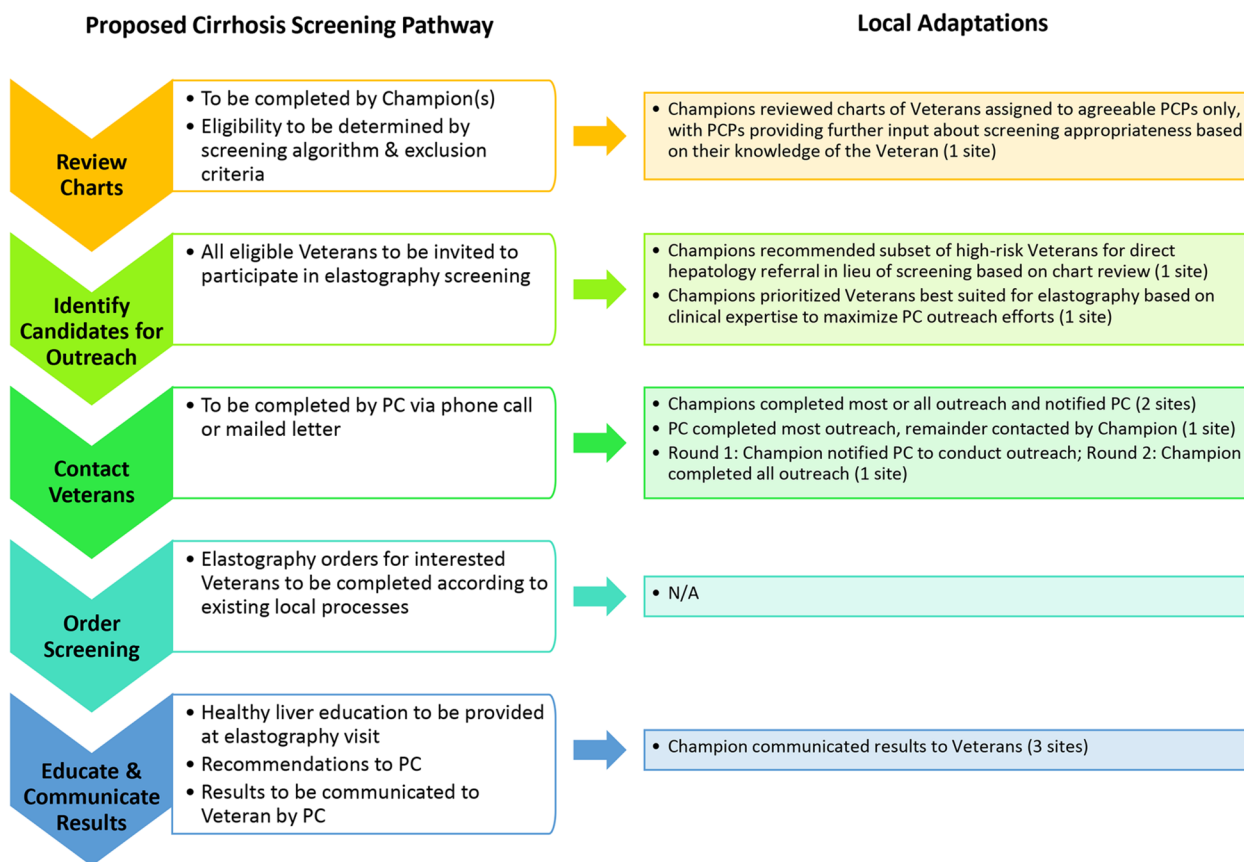 Proposed Cirrhosis Screening Pathway
Local Adaptations
Review
Charts
• To be completed by Champion(s)
• Eligibility to be determined by
screening algorithm & exclusion
criteria
• Champions reviewed charts of Veterans assigned to agreeable PCPs only,
with PCPs providing further input about screening appropriateness based
on their knowledge of the Veteran (1 site)
Identify
Candidates for
Outreach
• All eligible Veterans to be invited to
participate in elastography screening
• Champions recommended subset of high-risk Veterans for direct
hepatology referral in lieu of screening based on chart review (1 site)
• Champions prioritized Veterans best suited for elastography based on
clinical expertise to maximize PC outreach efforts (1 site)
Contact
Veterans
• To be completed by PC via phone call
or mailed letter
• Champions completed most or all outreach and notified PC (2 sites)
• PC completed most outreach, remainder contacted by Champion (1 site)
• Round 1: Champion notified PC to conduct outreach; Round 2: Champion
completed all outreach (1 site)
Order
Screening
• Elastography orders for interested
Veterans to be completed according to
existing local processes
• N/A
Educate &
Communicate
Results
• Healthy liver education to be provided
at elastography visit
• Recommendations to PC
• Results to be communicated to
Veteran by PC
• Champion communicated results to Veterans (3 sites)